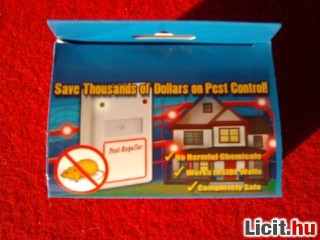 Save Thousands of Dollars on Pest Control!
Pest Repeller
No Harmful Chemicals
Works INSIDE Walls
Completely Safe
Licit.hu